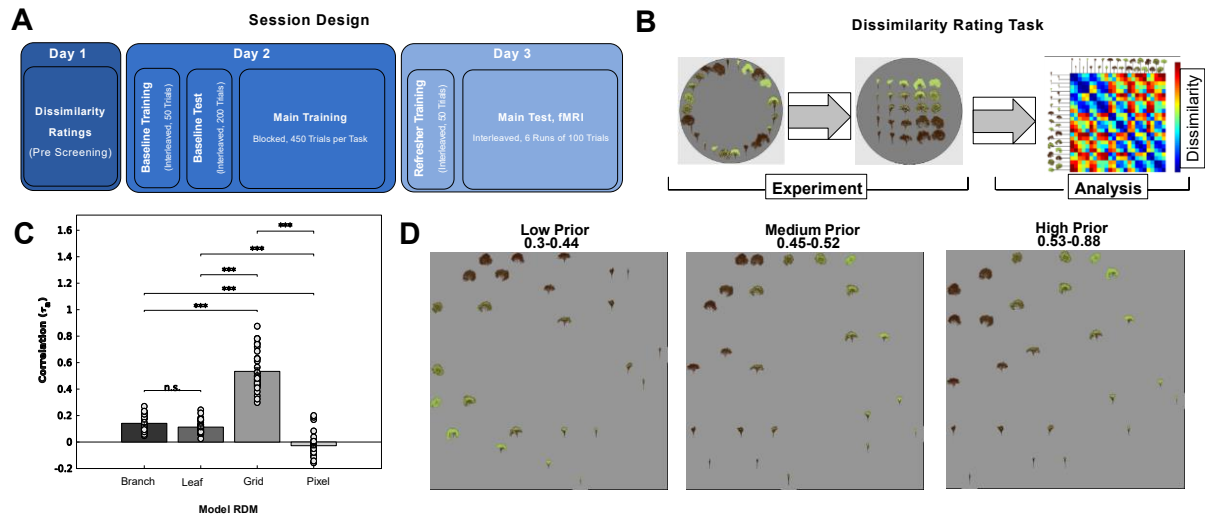 A
Session Design
Day 1
Dissimilarity
Ratings
(Pre Screening)
Day 2
Baseline Training
(Interleaved, 50 Trials)
Baseline Test
(Interleaved, 200 Trials)
Main Training
Blocked, 450 Trials per Task
Day 3
Refresher Training
(Interleaved, 50 Trials)
Main Test, fMRI
Interleaved, 6 Runs of 100 Trials
B
Dissimilarity Rating Task
Dissimilarity
Experiment
Analysis
C
Correlation (τa)
1.6
1.4
1.2
1
0.8
0.6
0.4
0.2
0
-0.2
***
***
***
***
***
n.s.
Branch
Leaf
Grid
Pixel
Model RDM
D
Low Prior
0.3-0.44
Medium Prior
0.45-0.52
High Prior
0.53-0.88